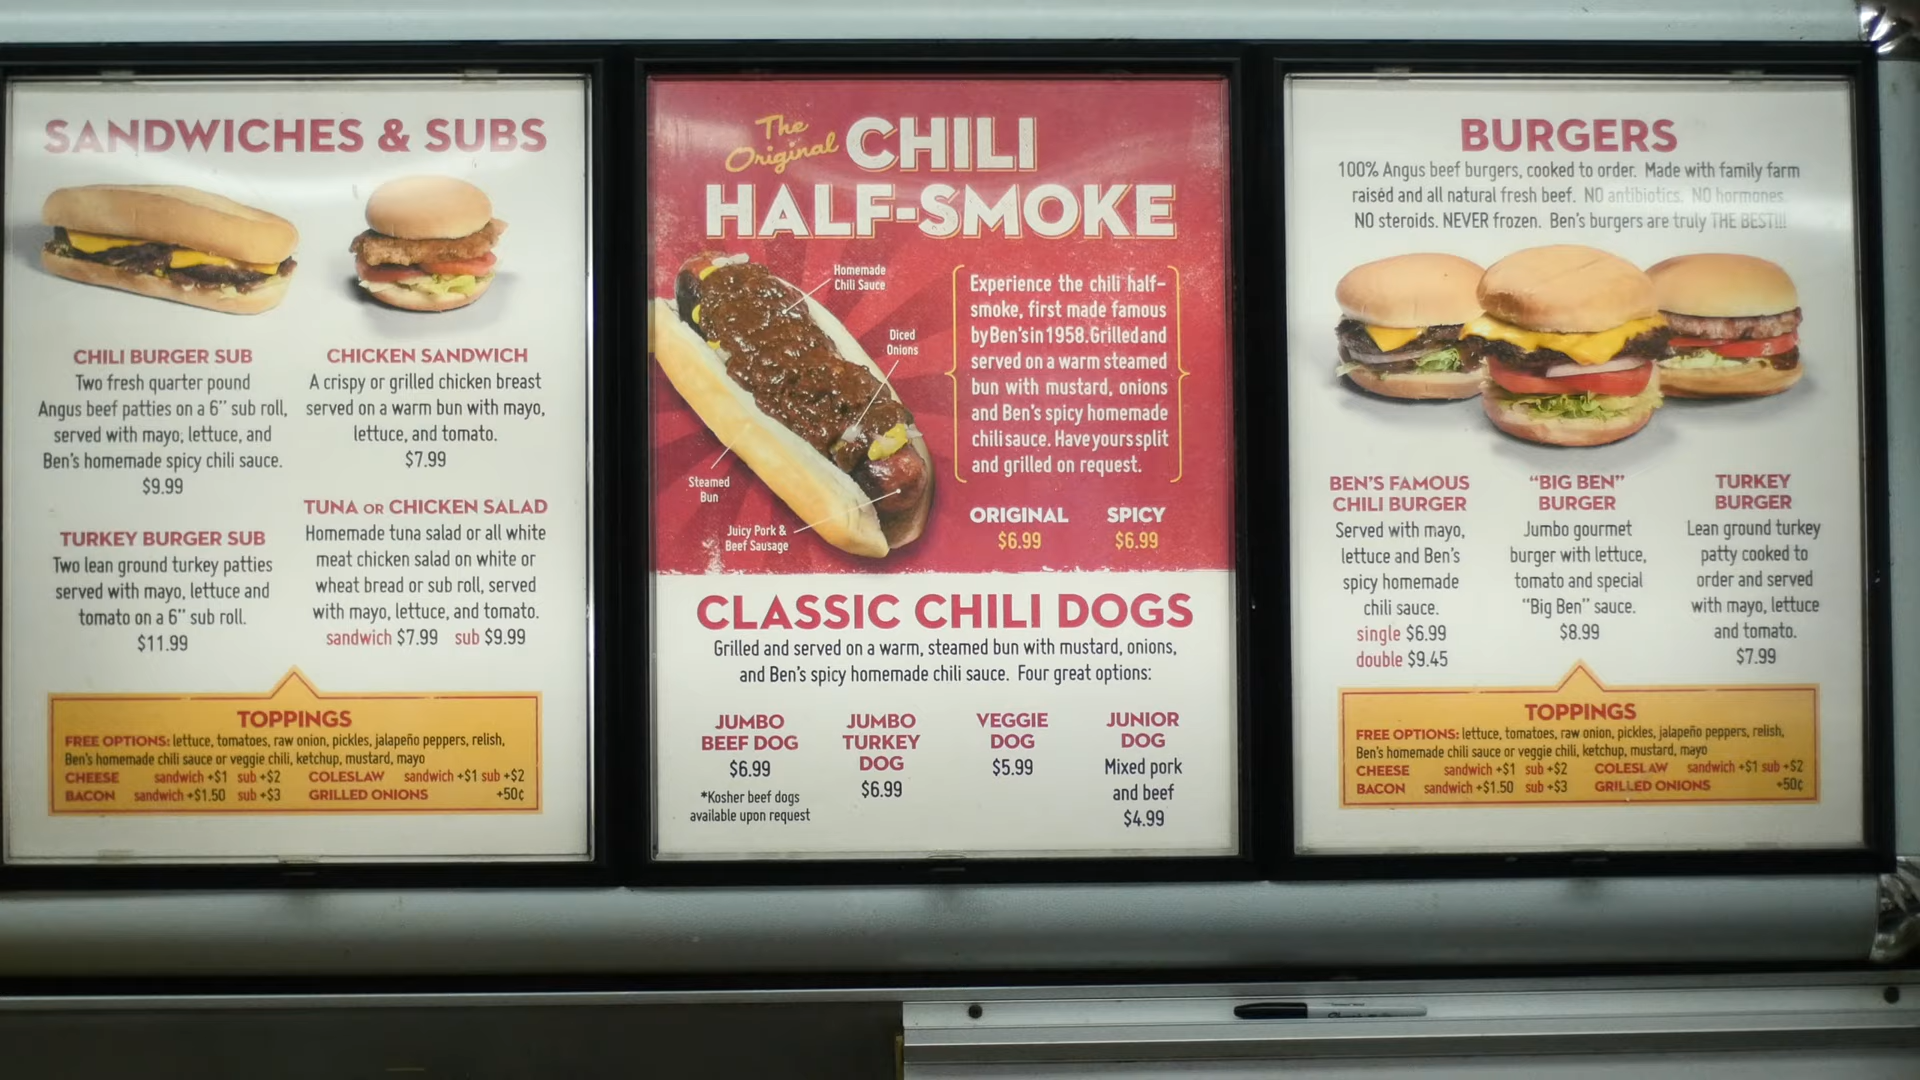 SANDWICHES & SUBS
CHILI BURGER SUB
Two fresh quarter pound
Angus beef patties on a 6" sub roll,
served with mayo, lettuce, and
Ben's homemade spicy chili sauce.
$9.99
TURKEY BURGER SUB
Two lean ground turkey patties
served with mayo, lettuce and
tomato on a 6" sub roll.
$11.99
CHICKEN SANDWICH
A crispy or grilled chicken breast
served on a warm bun with mayo,
lettuce, and tomato.
$7.99
TUNA OR CHICKEN SALAD
Homemade tuna salad or all white
meat chicken salad on white or
wheat bread or sub roll, served
with mayo, lettuce, and tomato.
sandwich $7.99 sub $9.99
TOPPINGS
FREE OPTIONS: lettuce, tomatoes, raw onion, pickles, jalapeño peppers, relish,
Ben's homemade chili sauce or veggie chili, ketchup, mustard, mayo
CHEESE sandwich +$1 sub +$2 COLESLAW sandwich +$1 sub +$2
BACON sandwich +$1.50 sub +$3 GRILLED ONIONS +50¢
The Original CHILI
HALF-SMOKE
Homemade
Chili Sauce
Diced
Onions
Steamed
Bun
Juicy Pork &
Beef Sausage
Experience the chili half-
smoke, first made famous
by Ben's in 1958. Grilled and
served on a warm steamed
bun with mustard, onions
and Ben's spicy homemade
chili sauce. Have yours split
and grilled on request.
ORIGINAL SPICY
$6.99 $6.99
CLASSIC CHILI DOGS
Grilled and served on a warm, steamed bun with mustard, onions,
and Ben's spicy homemade chili sauce. Four great options:
JUMBO
BEEF DOG
$6.99
*Kosher beef dogs
available upon request
JUMBO
TURKEY
DOG
$6.99
VEGGIE
DOG
$5.99
JUNIOR
DOG
Mixed pork
and beef
$4.99
BURGERS
100% Angus beef burgers, cooked to order. Made with family farm
raised and all natural fresh beef. NO antibiotics. NO hormones.
NO steroids. NEVER frozen. Ben's burgers are truly THE BEST!!!
BEN'S FAMOUS
CHILI BURGER
Served with mayo,
lettuce and Ben's
spicy homemade
chili sauce.
single $6.99
double $9.45
"BIG BEN"
BURGER
Jumbo gourmet
burger with lettuce,
tomato and special
"Big Ben" sauce.
$8.99
TURKEY
BURGER
Lean ground turkey
patty cooked to
order and served
with mayo, lettuce
and tomato.
$7.99
TOPPINGS
FREE OPTIONS: lettuce, tomatoes, raw onion, pickles, jalapeño peppers, relish,
Ben's homemade chili sauce or veggie chili, ketchup, mustard, mayo
CHEESE sandwich +$1 sub +$2 COLESLAW sandwich +$1 sub +$2
BACON sandwich +$1.50 sub +$3 GRILLED ONIONS +50¢